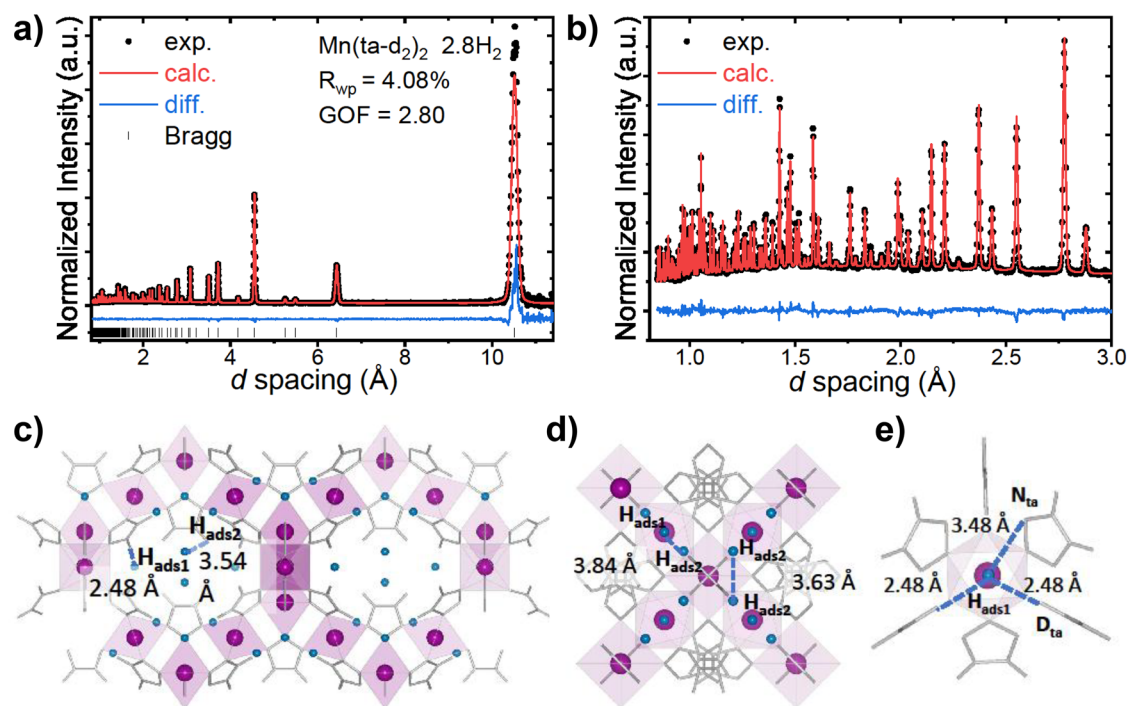 a)
Normalized Intensity (a.u.)
exp.
calc.
diff.
Bragg
Mn(ta-d₂)₂ 2.8H₂
Rwp = 4.08%
GOF = 2.80
2 4 6 8 10
d spacing (Å)
b)
Normalized Intensity (a.u.)
exp.
calc.
diff.
1.0 1.5 2.0 2.5 3.0
d spacing (Å)
c)
Hads1
2.48 Å
Hads2
3.54
Å
d)
Hads1
3.84 Å
Hads2
Hads2
3.63 Å
Hads2
e)
Nta
3.48 Å
2.48 Å
2.48 Å
Hads1
Dta